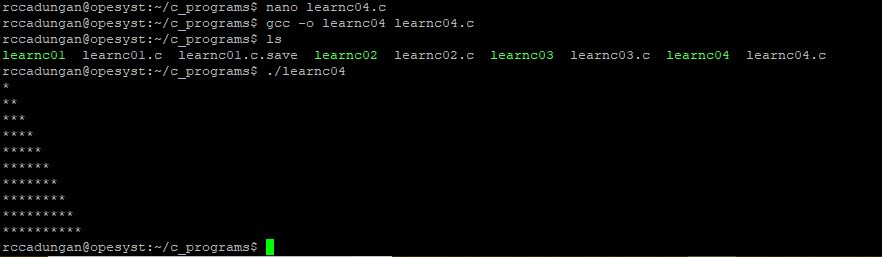 rccadungan@opesyst:~/c_programs$ nano learnc04.c
rccadungan@opesyst:~/c_programs$ gcc -o learnc04 learnc04.c
rccadungan@opesyst:~/c_programs$ ls
learnc01  learnc01.c  learnc01.c.save  learnc02  learnc02.c  learnc03  learnc03.c  learnc04  learnc04.c
rccadungan@opesyst:~/c_programs$ ./learnc04
*
**
***
****
*****
******
*******
********
*********
**********
rccadungan@opesyst:~/c_programs$